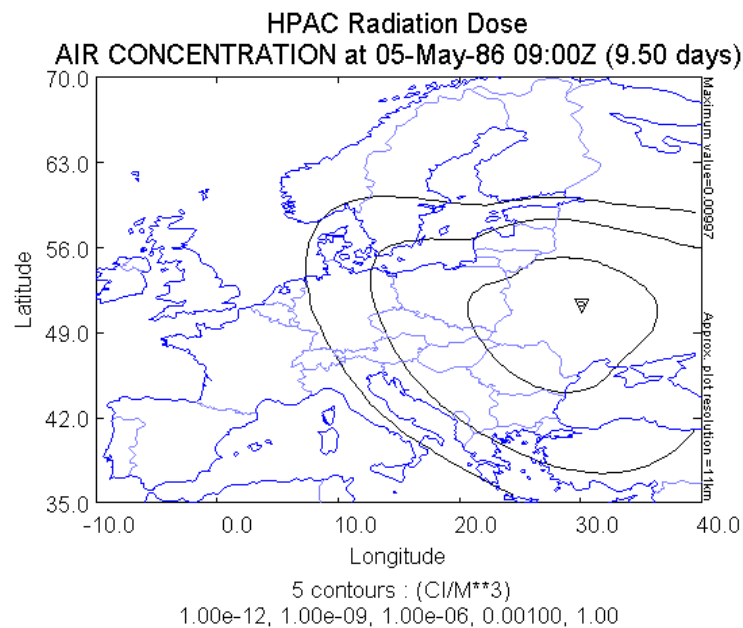 HPAC Radiation Dose
AIR CONCENTRATION at 05-May-86 09:00Z (9.50 days)
70.0
63.0
56.0
49.0
42.0
35.0
Latitude
-10.0 0.0 10.0 20.0 30.0 40.0
Longitude
Maximum value=0.00997
Approx. plot resolution =11km
5 contours : (CI/M**3)
1.00e-12, 1.00e-09, 1.00e-06, 0.00100, 1.00